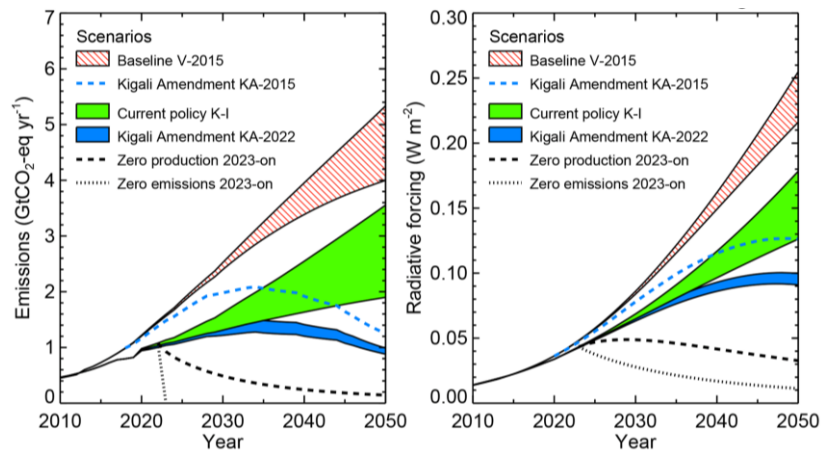 7
6
5
4
3
2
1
0
Emissions (GtCO₂-eq yr⁻¹)
Scenarios
Baseline V-2015
Kigali Amendment KA-2015
Current policy K-I
Kigali Amendment KA-2022
Zero production 2023-on
Zero emissions 2023-on
2010 2020 2030 2040 2050
Year
0.30
0.25
0.20
0.15
0.10
0.05
0.00
Radiative forcing (W m⁻²)
Scenarios
Baseline V-2015
Kigali Amendment KA-2015
Current policy K-I
Kigali Amendment KA-2022
Zero production 2023-on
Zero emissions 2023-on
2010 2020 2030 2040 2050
Year